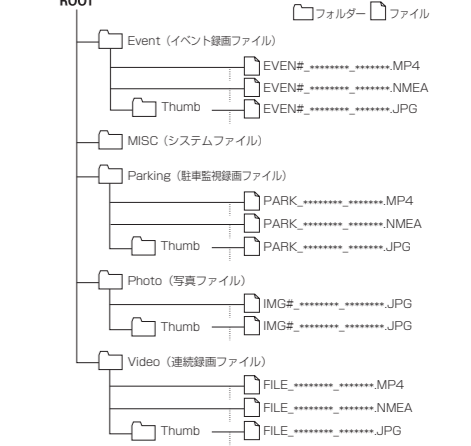 ROOT
フォルダー ファイル
Event（イベント録画ファイル）
EVEN#_********_*******.MP4
EVEN#_********_*******.NMEA
Thumb EVEN#_********_*******.JPG
MISC（システムファイル）
Parking（駐車監視録画ファイル）
PARK_********_*******.MP4
PARK_********_*******.NMEA
Thumb PARK_********_*******.JPG
Photo（写真ファイル）
IMG#_********_*******.JPG
Thumb IMG#_********_*******.JPG
Video（連続録画ファイル）
FILE_********_*******.MP4
FILE_********_*******.NMEA
Thumb FILE_********_*******.JPG